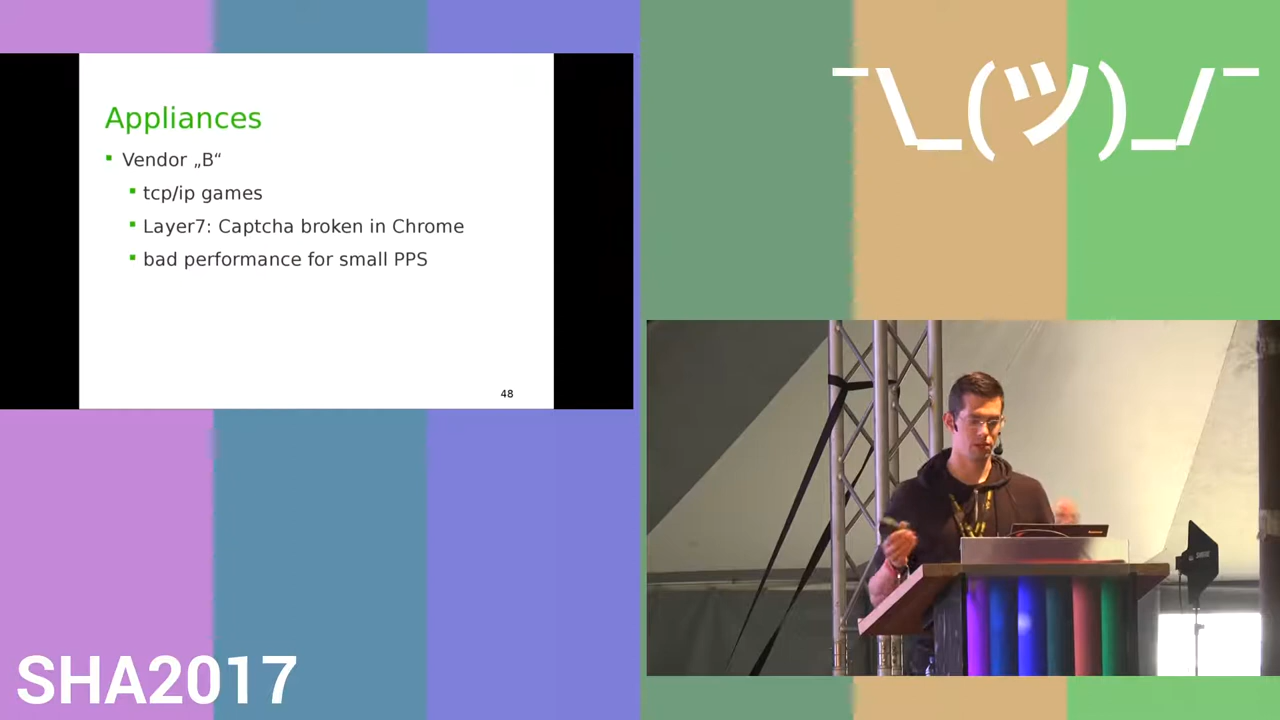 Appliances
Vendor „B“
tcp/ip games
Layer7: Captcha broken in Chrome
bad performance for small PPS
48
¯\_(ツ)_/¯
SHA2017